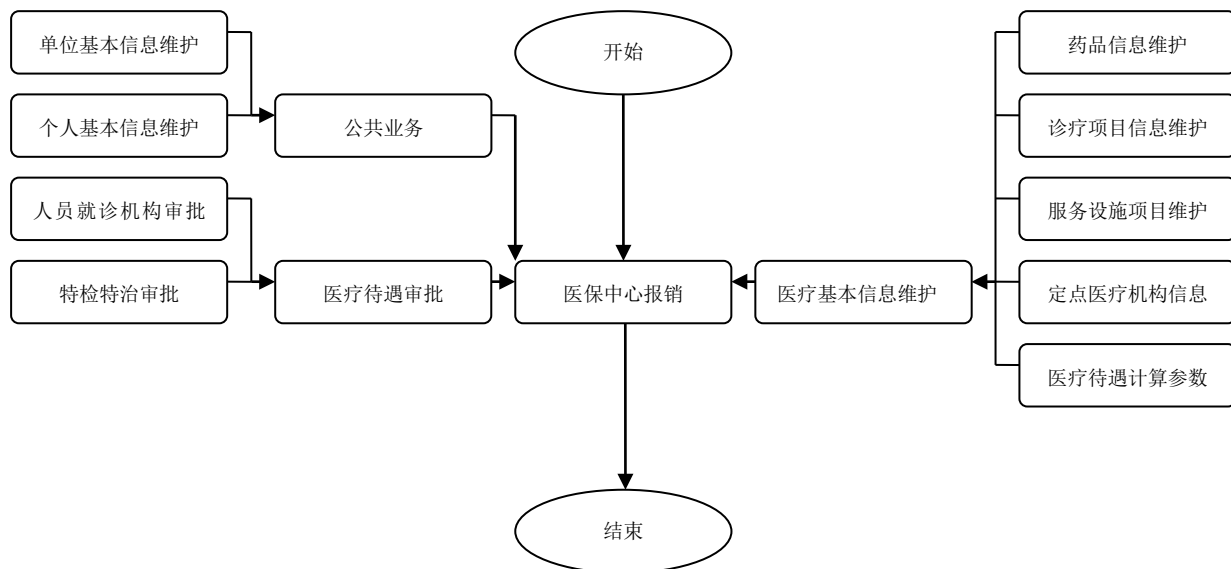 单位基本信息维护
开始
药品信息维护
个人基本信息维护
公共业务
诊疗项目信息维护
人员就诊机构审批
服务设施项目维护
特检特治审批
医疗待遇审批
医保中心报销
医疗基本信息维护
定点医疗机构信息
医疗待遇计算参数
结束